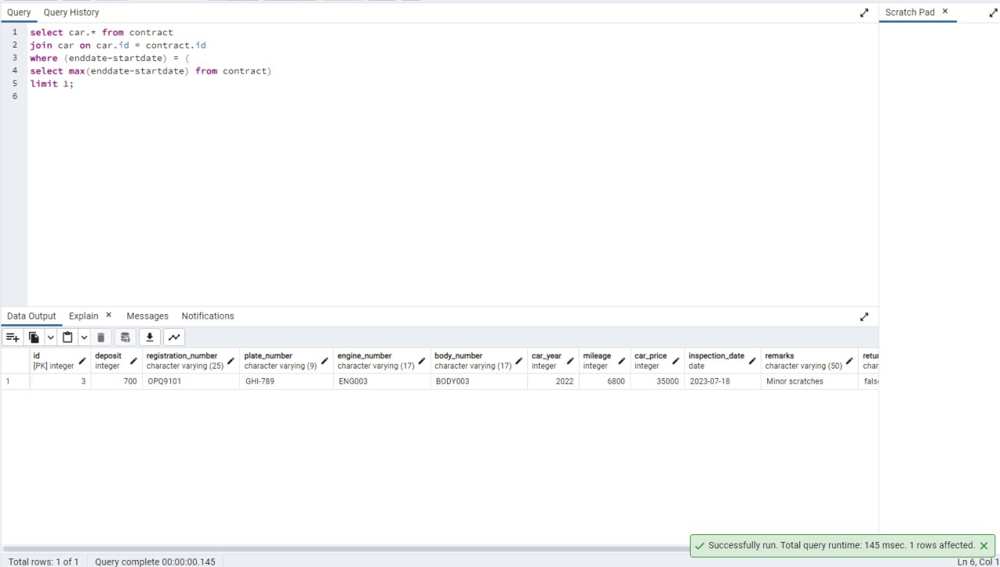 Query Query History
Scratch Pad ×
1 select car.* from contract
2 join car on car.id = contract.id
3 where (enddate-startdate) = (
4 select max(enddate-startdate) from contract)
5 limit 1;
6
Data Output Explain × Messages Notifications
id deposit registration_number plate_number engine_number body_number car_year mileage car_price inspection_date remarks retur
[PK] integer integer character varying (25) character varying (9) character varying (17) character varying (17) integer integer integer date character varying (50) char
1 3 700 OPQ9101 GHI-789 ENG003 BODY003 2022 6800 35000 2023-07-18 Minor scratches false
Successfully run. Total query runtime: 145 msec. 1 rows affected. ×
Total rows: 1 of 1 Query complete 00:00:00.145 Ln 6, Col 1